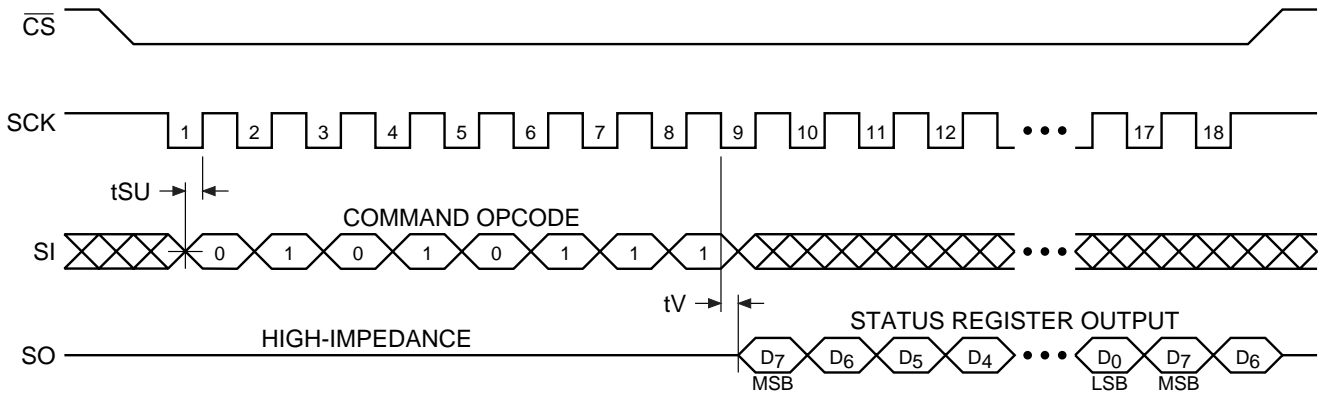 CS
SCK 1 2 3 4 5 6 7 8 9 10 11 12 ••• 17 18
tSU
COMMAND OPCODE
SI 0 1 0 1 0 1 1 1 •••
tV
HIGH-IMPEDANCE
STATUS REGISTER OUTPUT
SO D7 D6 D5 D4 ••• D0 D7 D6
MSB LSB MSB